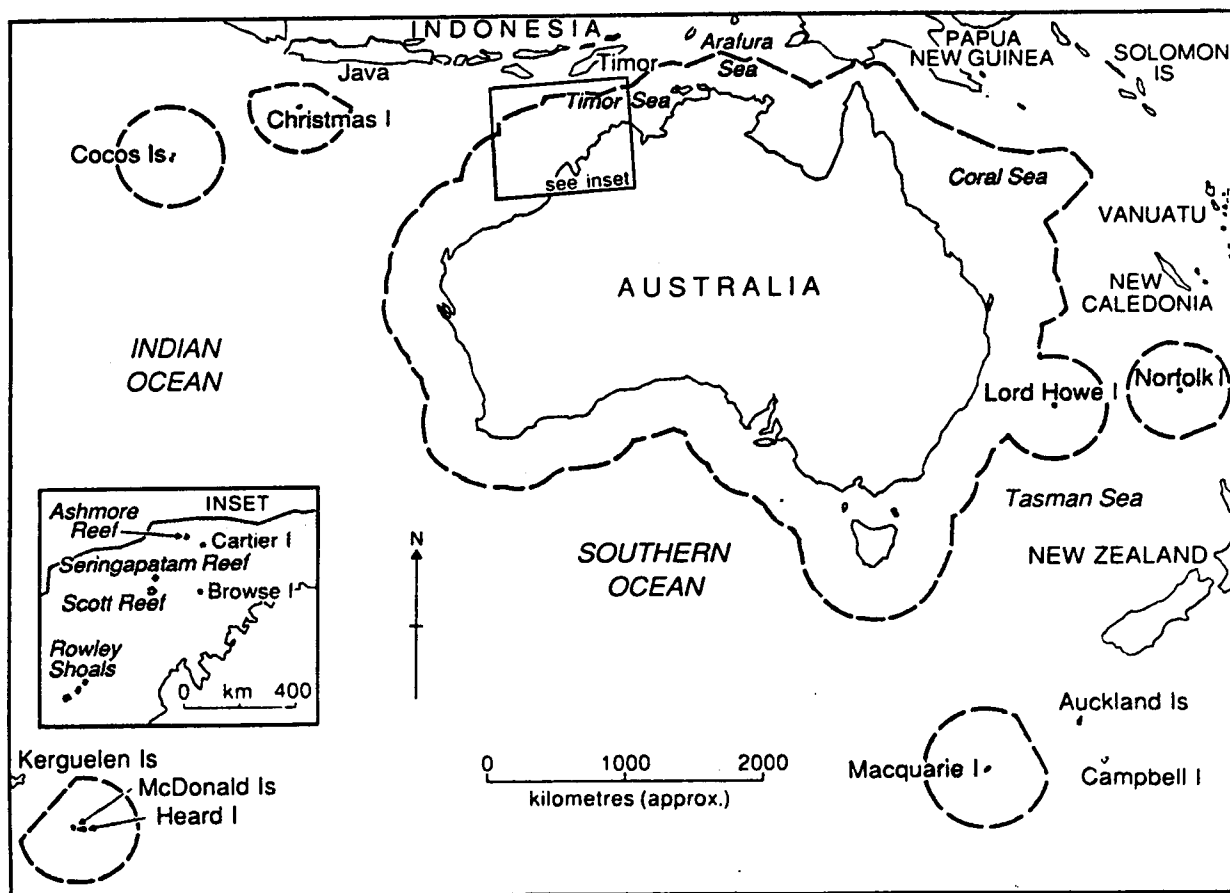 INDONESIA
Java
Timor
Arafura
Sea
PAPUA
NEW GUINEA
SOLOMON
IS
Timor Sea
Christmas I
Cocos Is
see inset
Coral Sea
VANUATU
NEW
CALEDONIA
AUSTRALIA
INDIAN
OCEAN
Lord Howe I
Norfolk I
Tasman Sea
NEW ZEALAND
SOUTHERN
OCEAN
N
INSET
Ashmore
Reef
Cartier I
Seringapatam Reef
Scott Reef
Browse I
Rowley
Shoals
0 km 400
Kerguelen Is
McDonald Is
Heard I
0 1000 2000
kilometres (approx.)
Macquarie I
Auckland Is
Campbell I